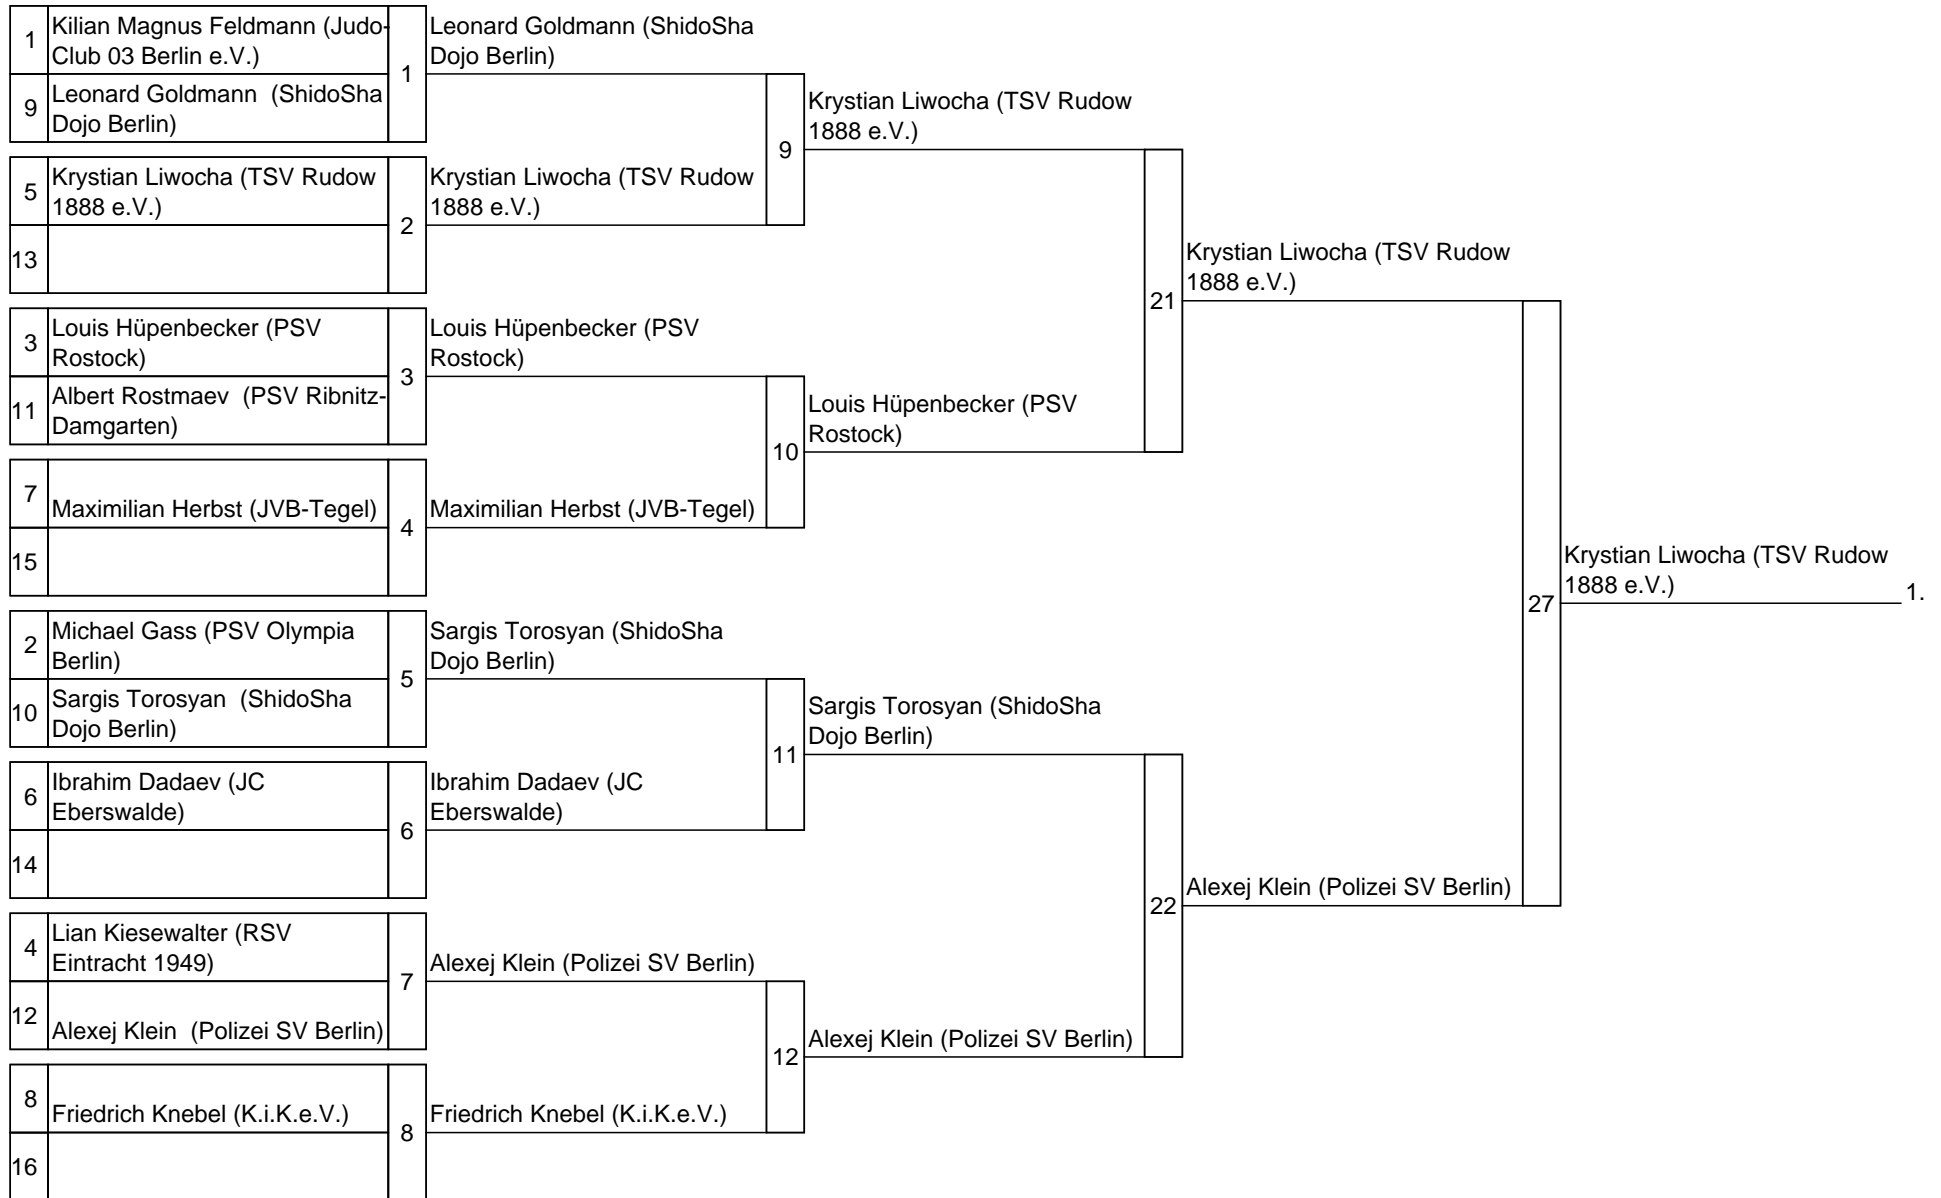 1
Kilian Magnus Feldmann (Judo-
Club 03 Berlin e.V.)
9
Leonard Goldmann  (ShidoSha
Dojo Berlin)
1
Leonard Goldmann (ShidoSha
Dojo Berlin)
5
Krystian Liwocha (TSV Rudow
1888 e.V.)
13
2
Krystian Liwocha (TSV Rudow
1888 e.V.)
9
Krystian Liwocha (TSV Rudow
1888 e.V.)
3
Louis Hüpenbecker (PSV
Rostock)
11
Albert Rostmaev  (PSV Ribnitz-
Damgarten)
3
Louis Hüpenbecker (PSV
Rostock)
7
Maximilian Herbst (JVB-Tegel)
15
4
Maximilian Herbst (JVB-Tegel)
10
Louis Hüpenbecker (PSV
Rostock)
21
Krystian Liwocha (TSV Rudow
1888 e.V.)
2
Michael Gass (PSV Olympia
Berlin)
10
Sargis Torosyan  (ShidoSha
Dojo Berlin)
5
Sargis Torosyan (ShidoSha
Dojo Berlin)
6
Ibrahim Dadaev (JC
Eberswalde)
14
6
Ibrahim Dadaev (JC
Eberswalde)
11
Sargis Torosyan (ShidoSha
Dojo Berlin)
4
Lian Kiesewalter (RSV
Eintracht 1949)
12
Alexej Klein  (Polizei SV Berlin)
7
Alexej Klein (Polizei SV Berlin)
8
Friedrich Knebel (K.i.K.e.V.)
16
8
Friedrich Knebel (K.i.K.e.V.)
12
Alexej Klein (Polizei SV Berlin)
22
Alexej Klein (Polizei SV Berlin)
27
Krystian Liwocha (TSV Rudow
1888 e.V.)
1.